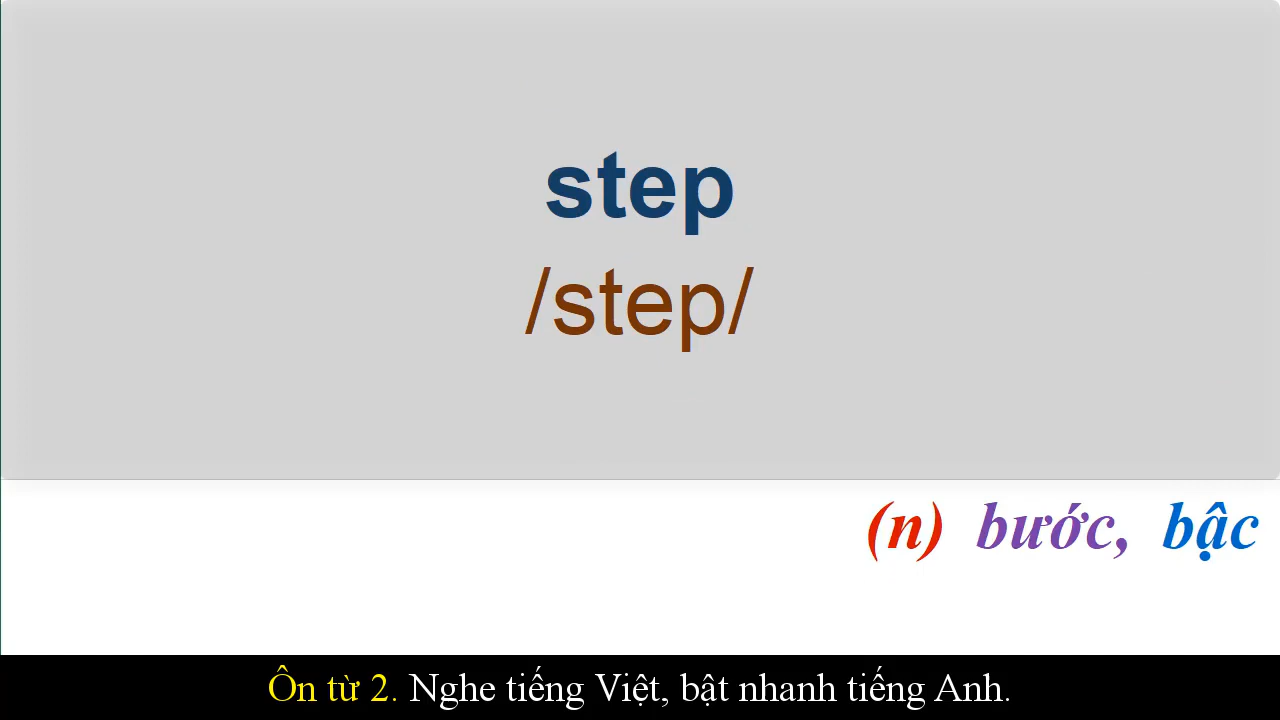 step
/step/
(n) bước, bậc
Ôn từ 2. Nghe tiếng Việt, bật nhanh tiếng Anh.